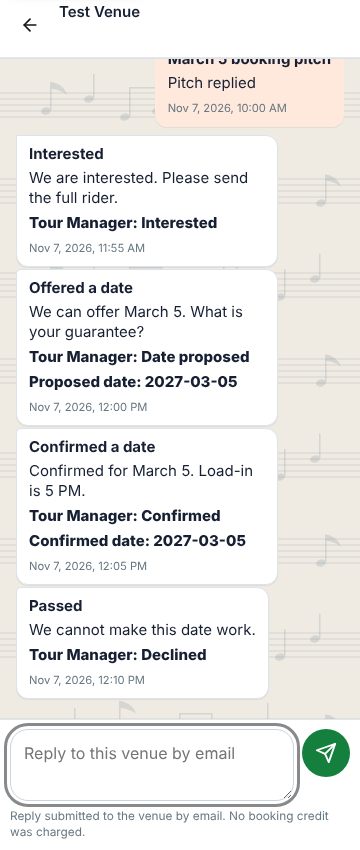 Test Venue
March 5 booking pitch
Pitch replied
Nov 7, 2026, 10:00 AM
Interested
We are interested. Please send
the full rider.
Tour Manager: Interested
Nov 7, 2026, 11:55 AM
Offered a date
We can offer March 5. What is
your guarantee?
Tour Manager: Date proposed
Proposed date: 2027-03-05
Nov 7, 2026, 12:00 PM
Confirmed a date
Confirmed for March 5. Load-in
is 5 PM.
Tour Manager: Confirmed
Confirmed date: 2027-03-05
Nov 7, 2026, 12:05 PM
Passed
We cannot make this date work.
Tour Manager: Declined
Nov 7, 2026, 12:10 PM
Reply to this venue by email
Reply submitted to the venue by email. No booking credit
was charged.